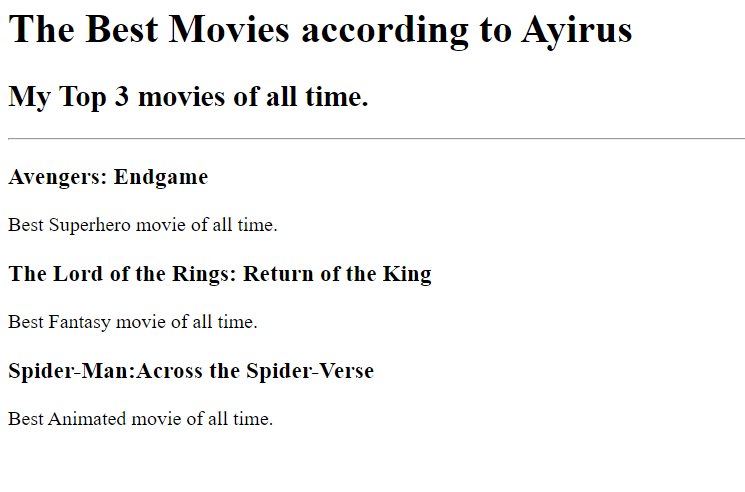 The Best Movies according to Ayirus
My Top 3 movies of all time.
Avengers: Endgame
Best Superhero movie of all time.
The Lord of the Rings: Return of the King
Best Fantasy movie of all time.
Spider-Man:Across the Spider-Verse
Best Animated movie of all time.